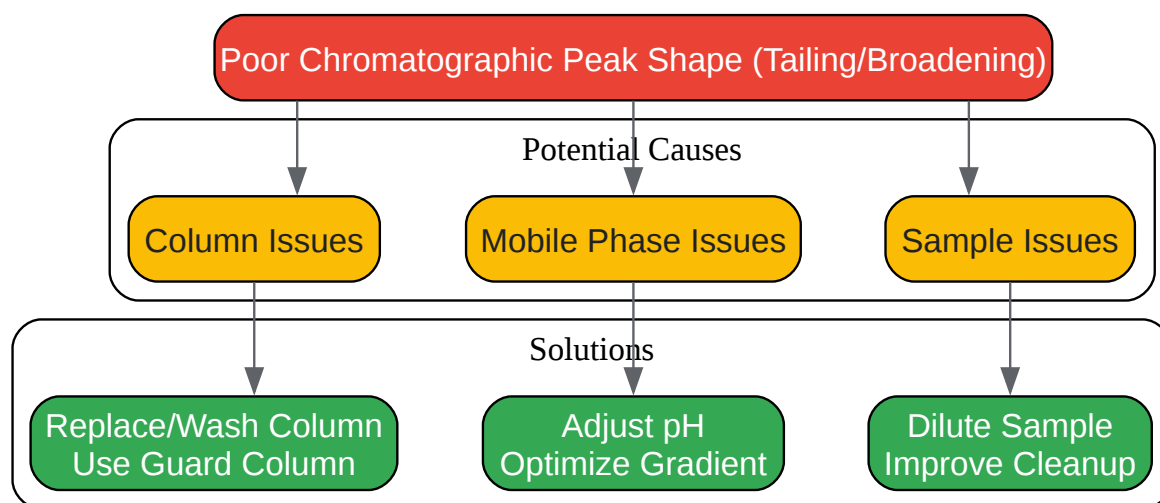 Poor Chromatographic Peak Shape (Tailing/Broadening)
Potential Causes
Column Issues
Mobile Phase Issues
Sample Issues
Solutions
Replace/Wash Column
Use Guard Column
Adjust pH
Optimize Gradient
Dilute Sample
Improve Cleanup